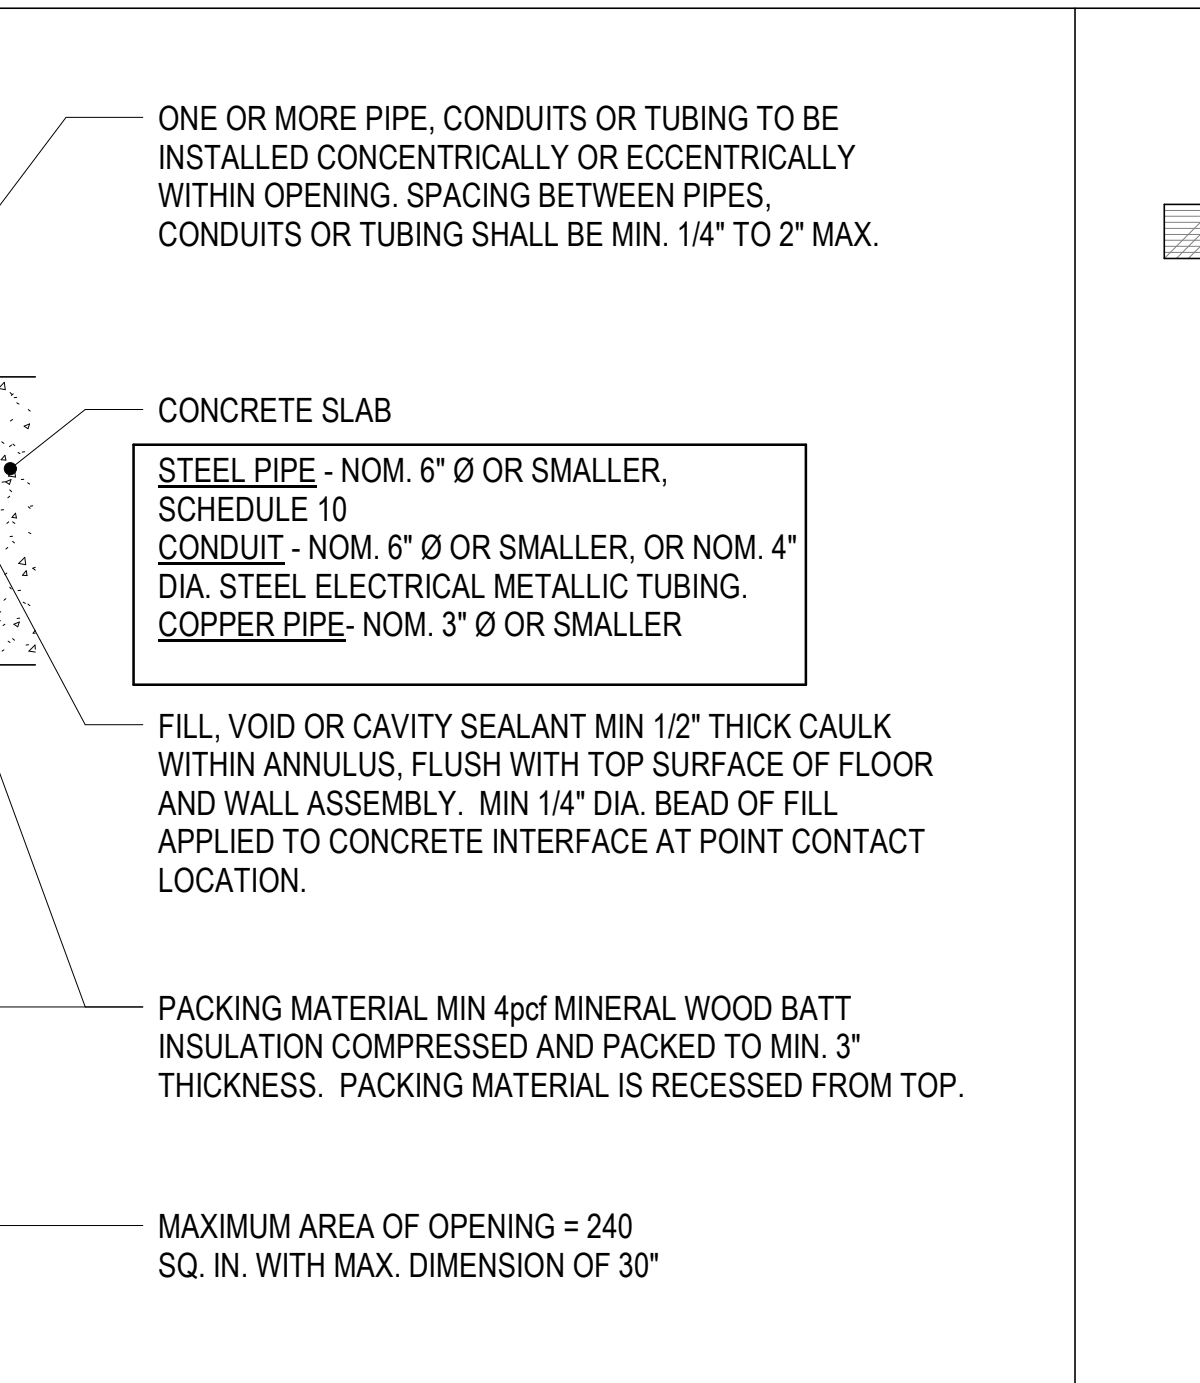 ONE OR MORE PIPE, CONDUITS OR TUBING TO BE
INSTALLED CONCENTRICALLY OR ECCENTRICALLY
WITHIN OPENING. SPACING BETWEEN PIPES,
CONDUITS OR TUBING SHALL BE MIN. 1/4" TO 2" MAX.
CONCRETE SLAB
STEEL PIPE - NOM. 6" Ø OR SMALLER,
SCHEDULE 10
CONDUIT - NOM. 6" Ø OR SMALLER, OR NOM. 4"
DIA. STEEL ELECTRICAL METALLIC TUBING.
COPPER PIPE- NOM. 3" Ø OR SMALLER
FILL, VOID OR CAVITY SEALANT MIN 1/2" THICK CAULK
WITHIN ANNULUS, FLUSH WITH TOP SURFACE OF FLOOR
AND WALL ASSEMBLY.  MIN 1/4" DIA. BEAD OF FILL
APPLIED TO CONCRETE INTERFACE AT POINT CONTACT
LOCATION.
PACKING MATERIAL MIN 4pcf MINERAL WOOD BATT
INSULATION COMPRESSED AND PACKED TO MIN. 3"
THICKNESS.  PACKING MATERIAL IS RECESSED FROM TOP.
MAXIMUM AREA OF OPENING = 240
SQ. IN. WITH MAX. DIMENSION OF 30"